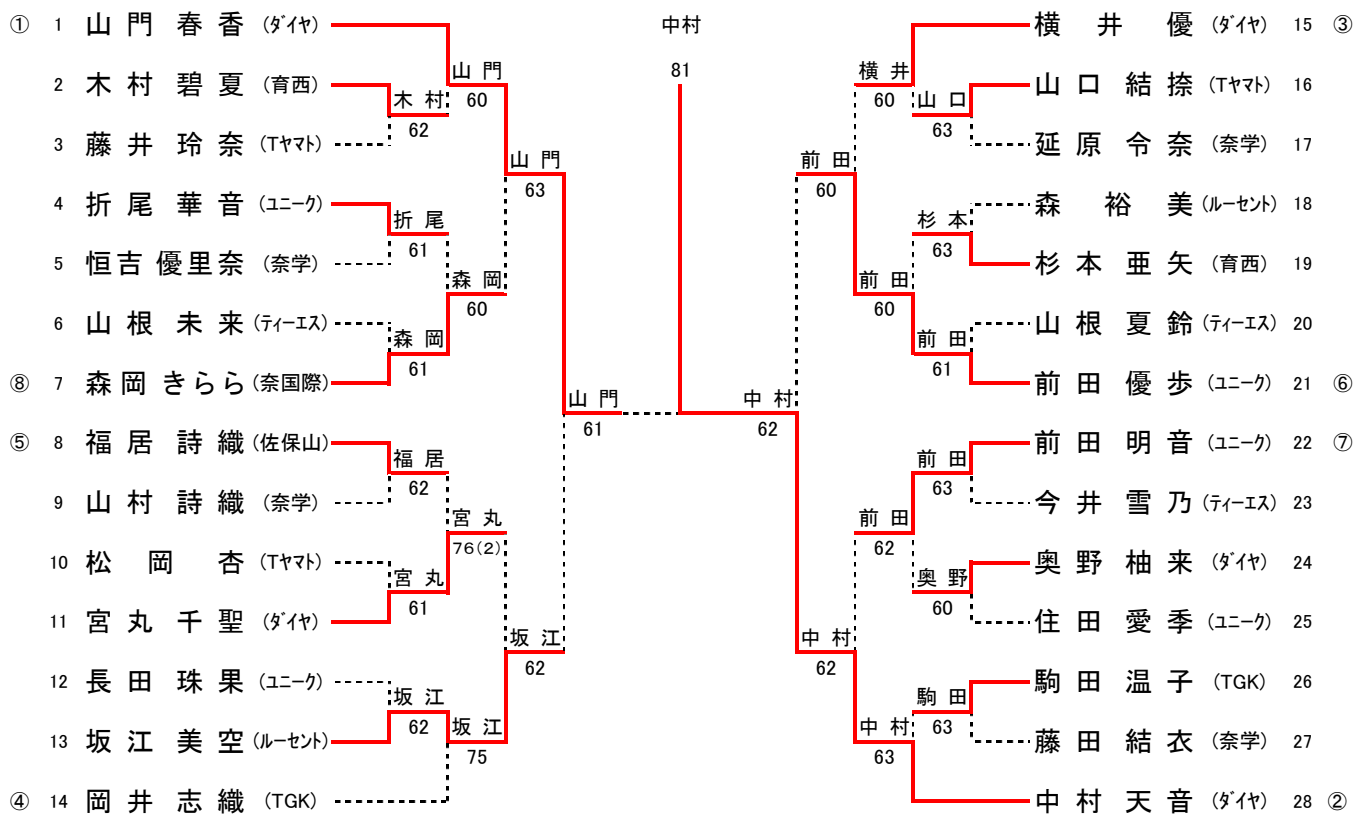 ① 1 山門春香 (ダイヤ)
2 木村碧夏 (育西)
3 藤井玲奈 (Tヤマト)
4 折尾華音 (ユニーク)
5 恒吉優里奈 (奈学)
6 山根未来 (ティーエス)
⑧ 7 森岡きらら (奈国際)
⑤ 8 福居詩織 (佐保山)
9 山村詩織 (奈学)
10 松岡杏 (Tヤマト)
11 宮丸千聖 (ダイヤ)
12 長田珠果 (ユニーク)
13 坂江美空 (ルーセント)
④ 14 岡井志織 (TGK)
木村
62
折尾
61
森岡
61
福居
62
宮丸
61
坂江
62
山門
60
森岡
60
宮丸
76(2)
坂江
75
山門
63
坂江
62
山門
61
中村
81
中村
62
前田
60
中村
62
横井
60
前田
60
前田
62
中村
63
山口
63
杉本
63
前田
61
前田
63
奥野
60
駒田
63
横井優 (ダイヤ) 15 ③
山口結捺 (Tヤマト) 16
延原令奈 (奈学) 17
森裕美 (ルーセント) 18
杉本亜矢 (育西) 19
山根夏鈴 (ティーエス) 20
前田優歩 (ユニーク) 21 ⑥
前田明音 (ユニーク) 22 ⑦
今井雪乃 (ティーエス) 23
奥野柚来 (ダイヤ) 24
住田愛季 (ユニーク) 25
駒田温子 (TGK) 26
藤田結衣 (奈学) 27
中村天音 (ダイヤ) 28 ②